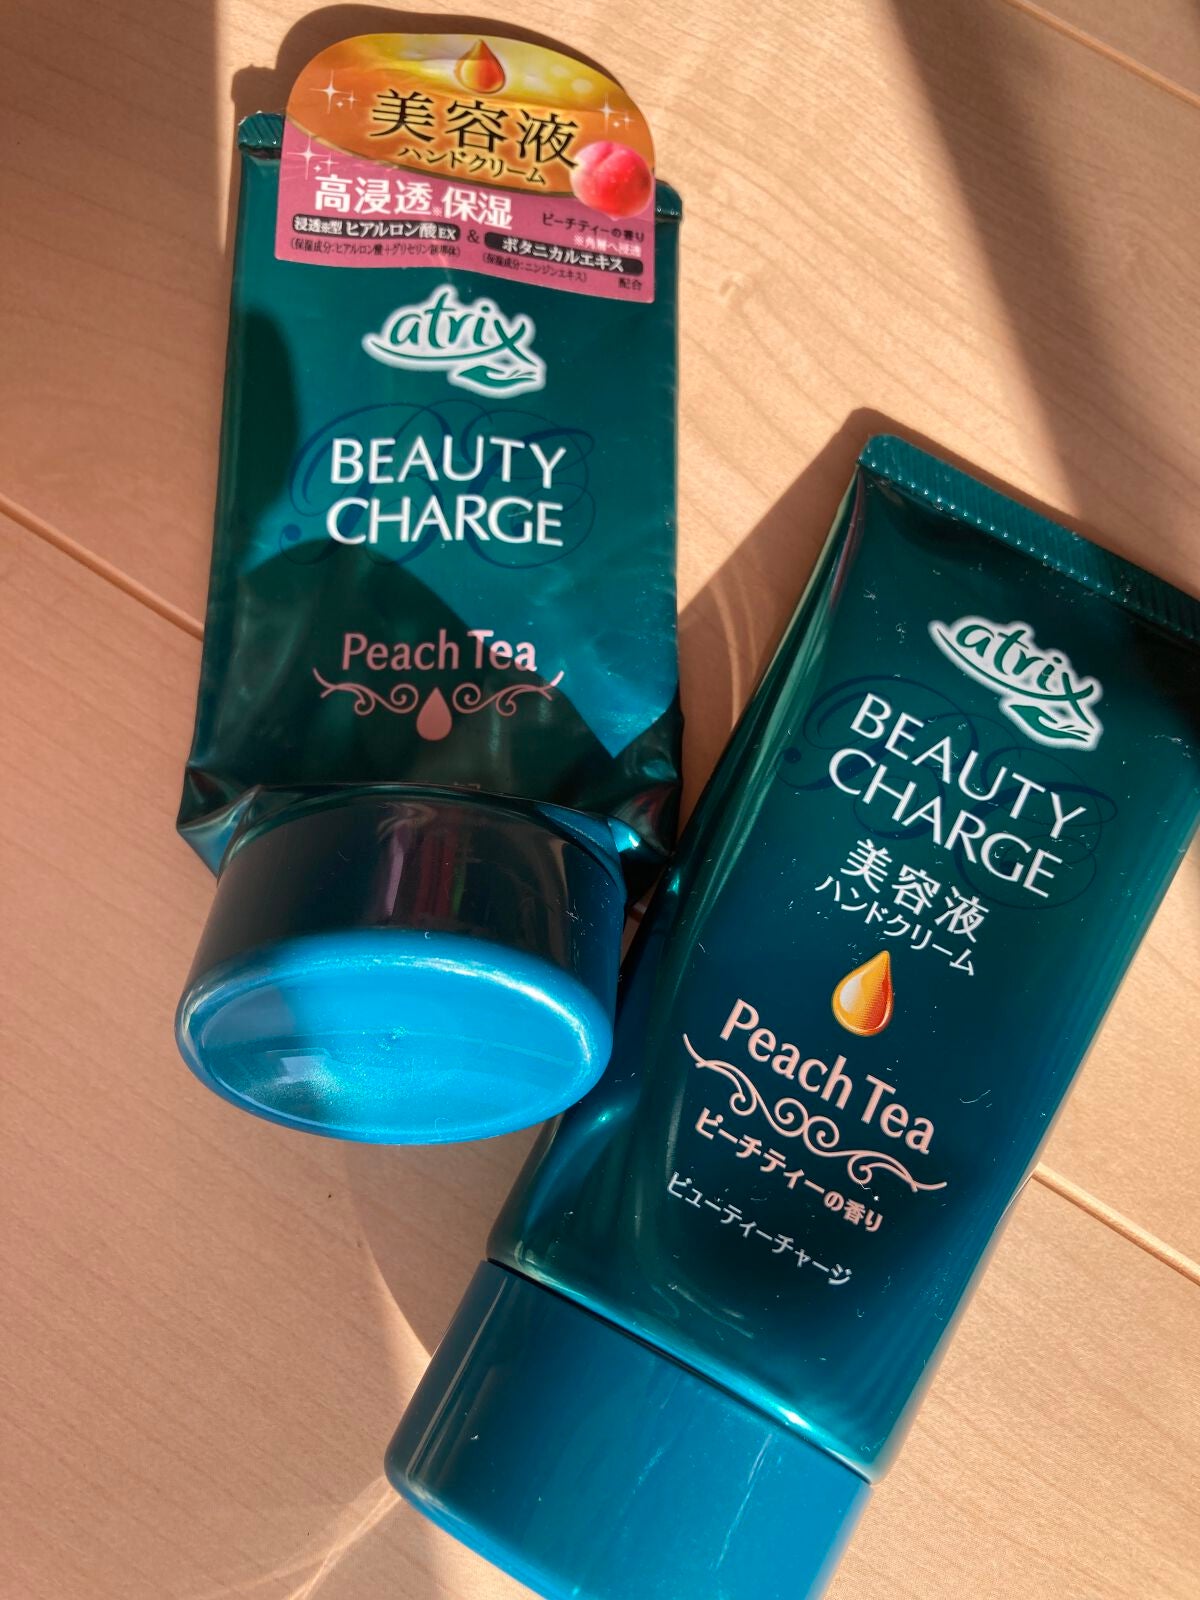 美容液
ハンドクリーム
高浸透※保湿
ピーチティーの香り
浸透※型 ヒアルロン酸EX & ボタニカルエキス
※角層へ浸透
(保湿成分:ヒアルロン酸+グリセリン誘導体)
(保湿成分:ニンジンエキス)
配合
atrix
BEAUTY
CHARGE
Peach Tea
atrix
BEAUTY
CHARGE
美容液
ハンドクリーム
Peach Tea
ピーチティーの香り
ビューティーチャージ